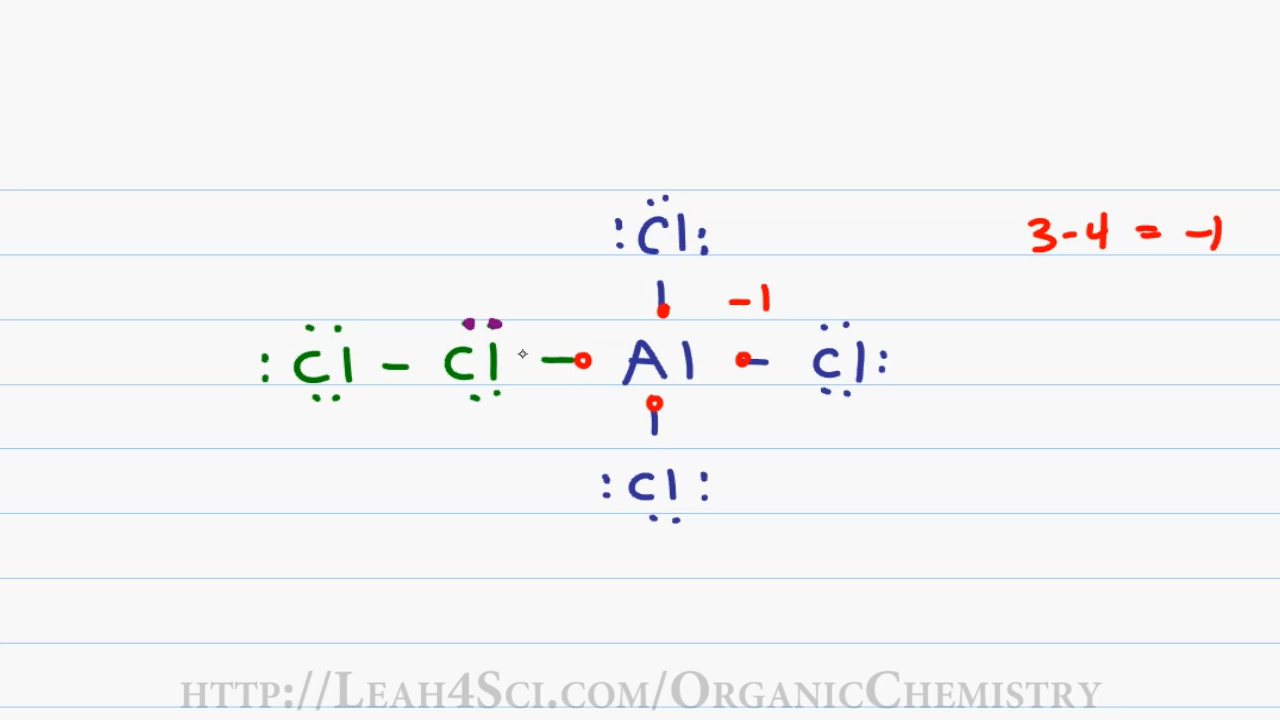 :Cl: 3-4 = -1
-1
:Cl - Cl - Al - Cl:
:Cl:
HTTP://LEAH4SCI.COM/ORGANICCHEMISTRY